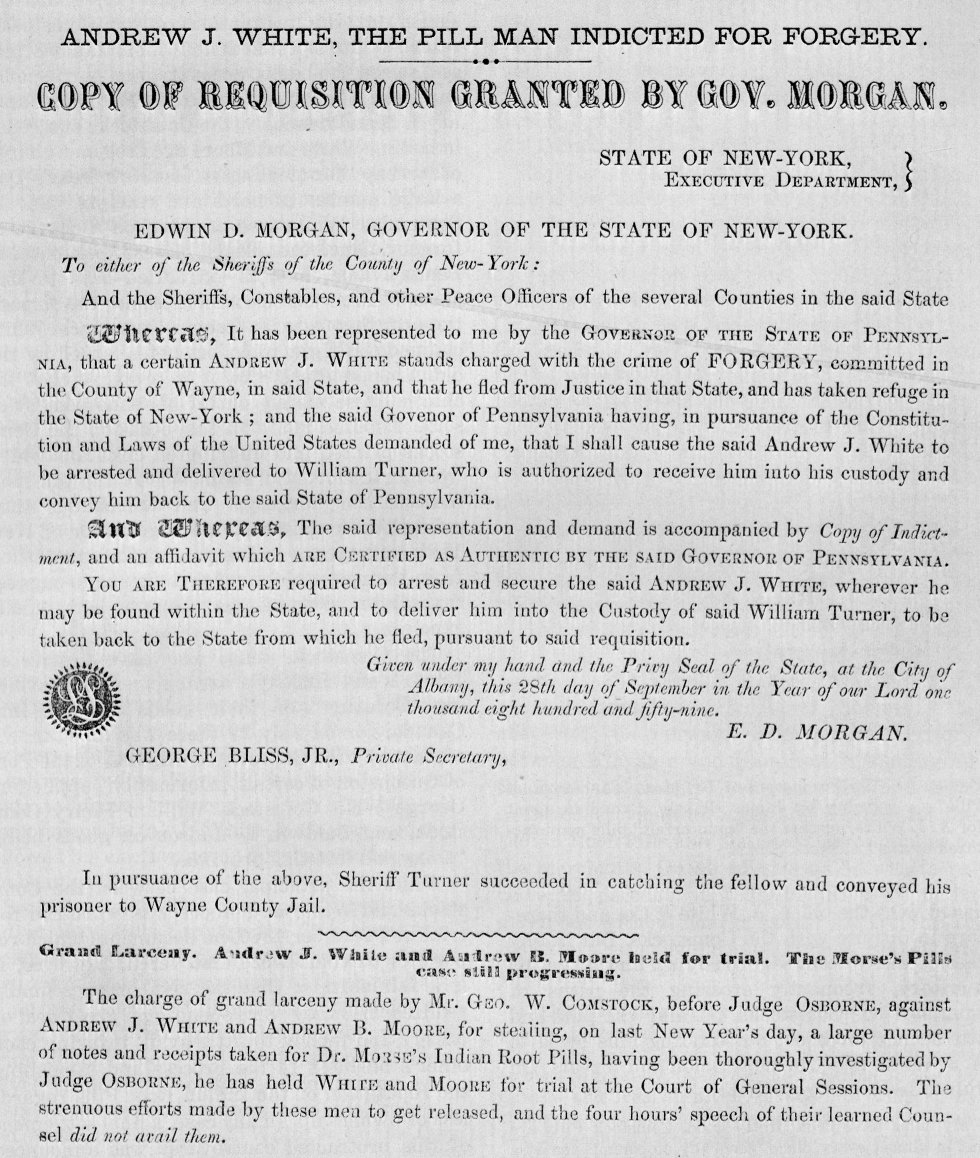 ANDREW J. WHITE, THE PILL MAN INDICTED FOR FORGERY.
COPY OF REQUISITION GRANTED BY GOV. MORGAN.
STATE OF NEW-YORK,
EXECUTIVE DEPARTMENT,
EDWIN D. MORGAN, GOVERNOR OF THE STATE OF NEW-YORK.
To either of the Sheriffs of the County of New-York:
And the Sheriffs, Constables, and other Peace Officers of the several Counties in the said State
Whereas, It has been represented to me by the GOVERNOR OF THE STATE OF PENNSYL-
NIA, that a certain ANDREW J. WHITE stands charged with the crime of FORGERY, committed in
the County of Wayne, in said State, and that he fled from Justice in that State, and has taken refuge in
the State of New-York; and the said Govenor of Pennsylvania having, in pursuance of the Constitu-
tion and Laws of the United States demanded of me, that I shall cause the said Andrew J. White to
be arrested and delivered to William Turner, who is authorized to receive him into his custody and
convey him back to the said State of Pennsylvania.
And Whereas, The said representation and demand is accompanied by Copy of Indict-
ment, and an affidavit which ARE CERTIFIED AS AUTHENTIC BY THE SAID GOVERNOR OF PENNSYLVANIA.
YOU ARE THEREFORE required to arrest and secure the said ANDREW J. WHITE, wherever he
may be found within the State, and to deliver him into the Custody of said William Turner, to be
taken back to the State from which he fled, pursuant to said requisition.
Given under my hand and the Privy Seal of the State, at the City of
Albany, this 28th day of September in the Year of our Lord one
thousand eight hundred and fifty-nine.
LS
E. D. MORGAN.
GEORGE BLISS, JR., Private Secretary,
In pursuance of the above, Sheriff Turner succeeded in catching the fellow and conveyed his
prisoner to Wayne County Jail.
Grand Larceny. Andrew J. White and Andrew B. Moore held for trial. The Morse's Pills
case still progressing.
The charge of grand larceny made by Mr. GEO. W. COMSTOCK, before Judge OSBORNE, against
ANDREW J. WHITE and ANDREW B. MOORE, for stealing, on last New Year's day, a large number
of notes and receipts taken for Dr. MORSE'S Indian Root Pills, having been thoroughly investigated by
Judge OSBORNE, he has held WHITE and MOORE for trial at the Court of General Sessions. The
strenuous efforts made by these men to get released, and the four hours' speech of their learned Coun-
sel did not avail them.